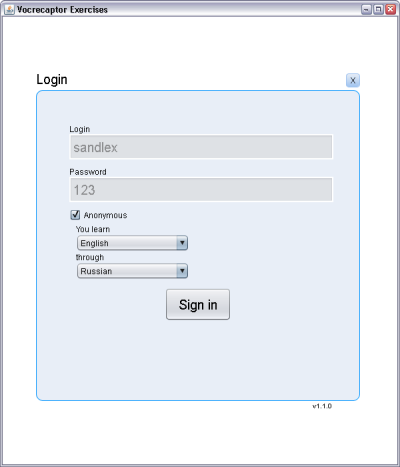 Vocrecaptor Exercises
Login
X
Login
sandlex
Password
123
Anonymous
You learn
English
through
Russian
Sign in
v1.1.0